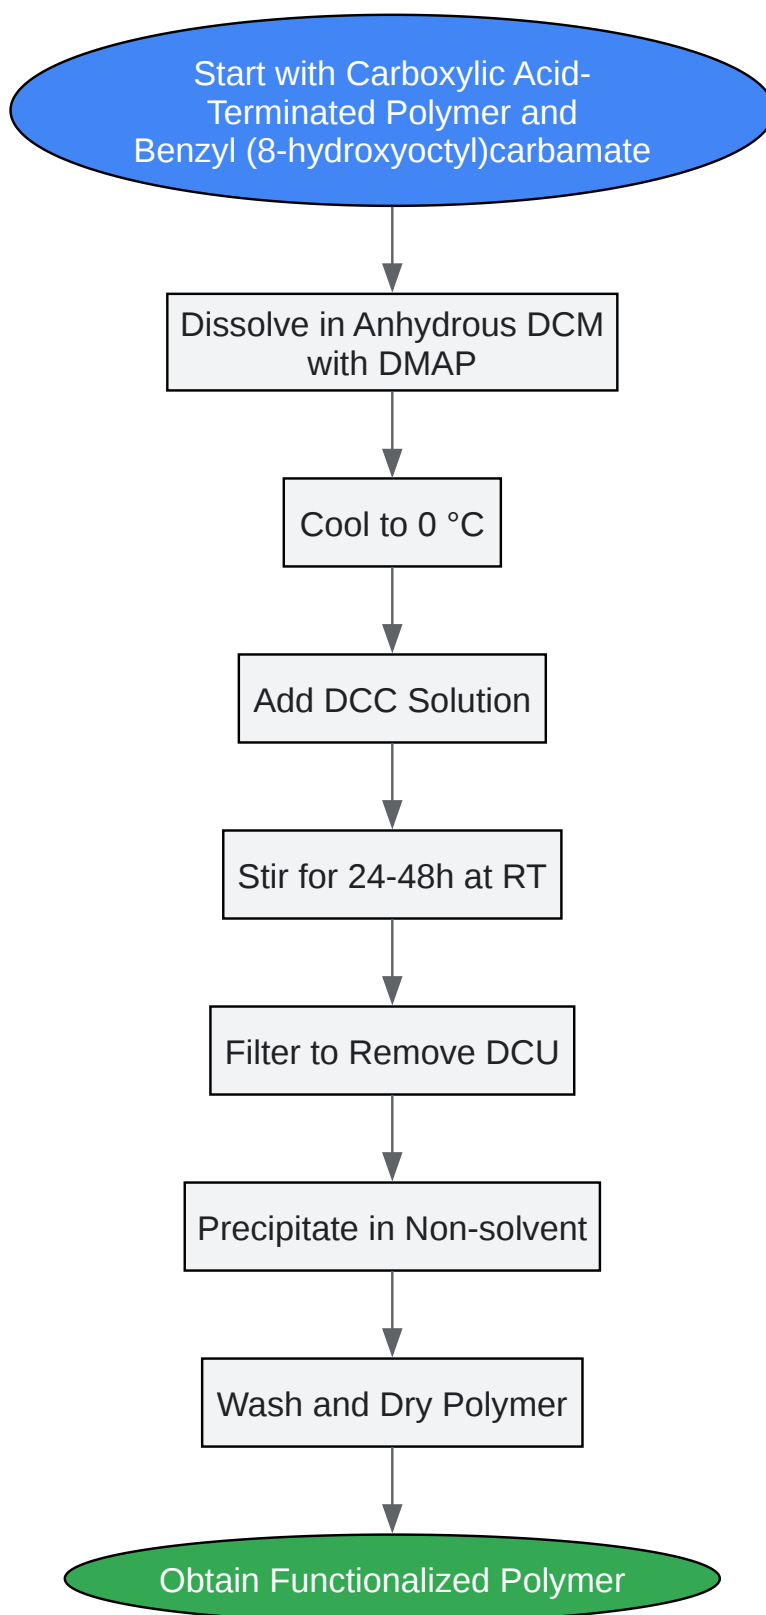 Start with Carboxylic Acid-
Terminated Polymer and
Benzyl (8-hydroxyoctyl)carbamate
Dissolve in Anhydrous DCM
with DMAP
Cool to 0 °C
Add DCC Solution
Stir for 24-48h at RT
Filter to Remove DCU
Precipitate in Non-solvent
Wash and Dry Polymer
Obtain Functionalized Polymer